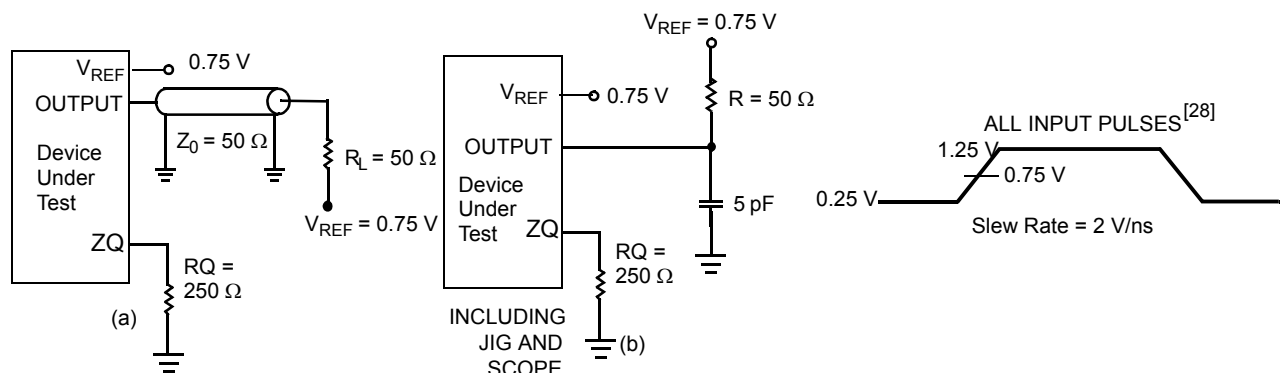 V_REF 0.75 V
OUTPUT
Z_0 = 50 Ω
Device
Under
Test
R_L = 50 Ω
V_REF = 0.75 V
ZQ
RQ =
250 Ω
(a)
V_REF = 0.75 V
R = 50 Ω
V_REF 0.75 V
OUTPUT
Device
Under
Test
5 pF
ZQ
RQ =
250 Ω
INCLUDING
JIG AND
SCOPE
(b)
ALL INPUT PULSES[28]
1.25 V
0.75 V
0.25 V
Slew Rate = 2 V/ns